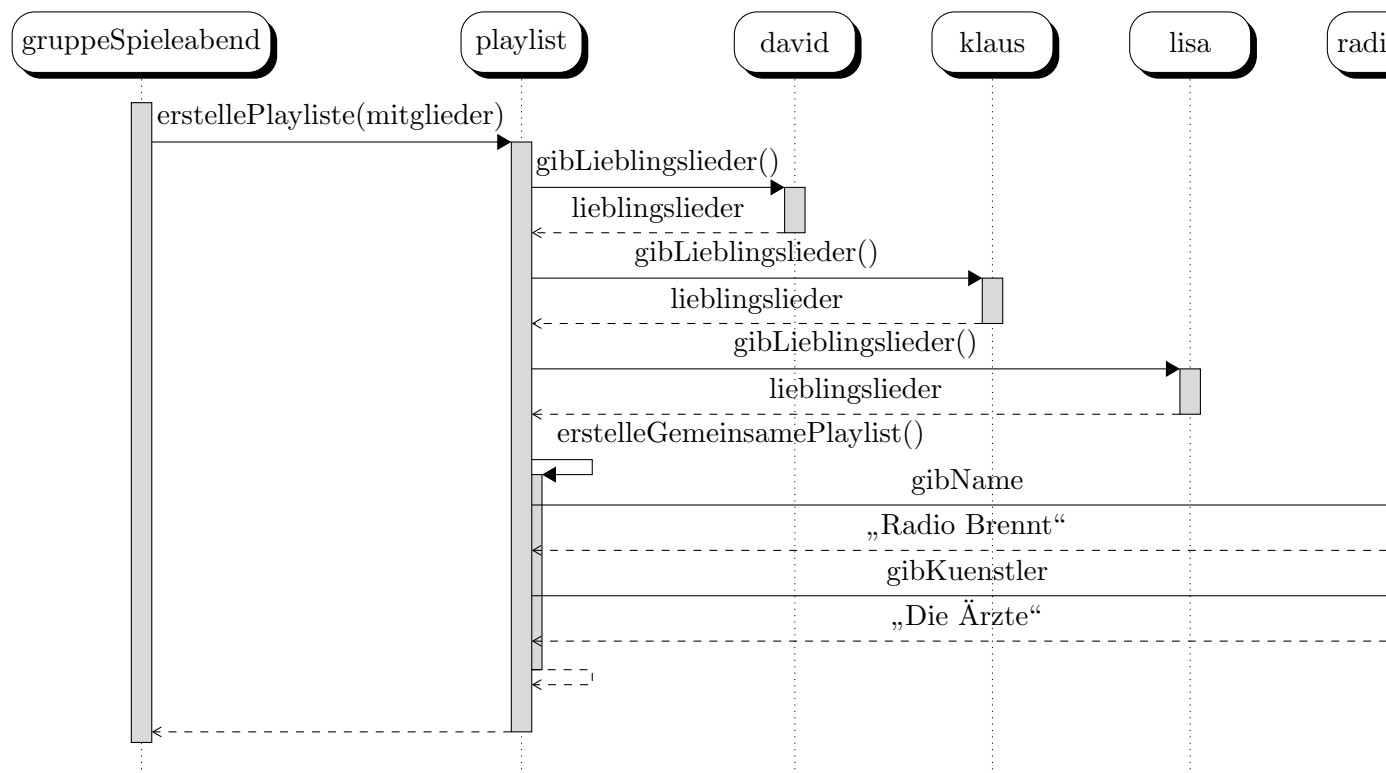 gruppeSpieleabend
playlist
david
klaus
lisa
radi
erstellePlayliste(mitglieder)
gibLieblingslieder()
lieblingslieder
gibLieblingslieder()
lieblingslieder
gibLieblingslieder()
lieblingslieder
erstelleGemeinsamePlaylist()
gibName
„Radio Brennt“
gibKuenstler
„Die Ärzte“